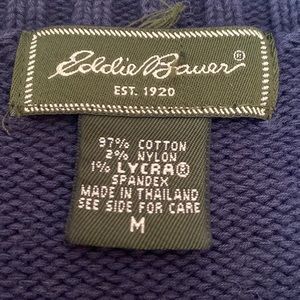 Eddie Bauer
EST. 1920
97% COTTON
2% NYLON
1% LYCRA®
SPANDEX
MADE IN THAILAND
SEE SIDE FOR CARE
M